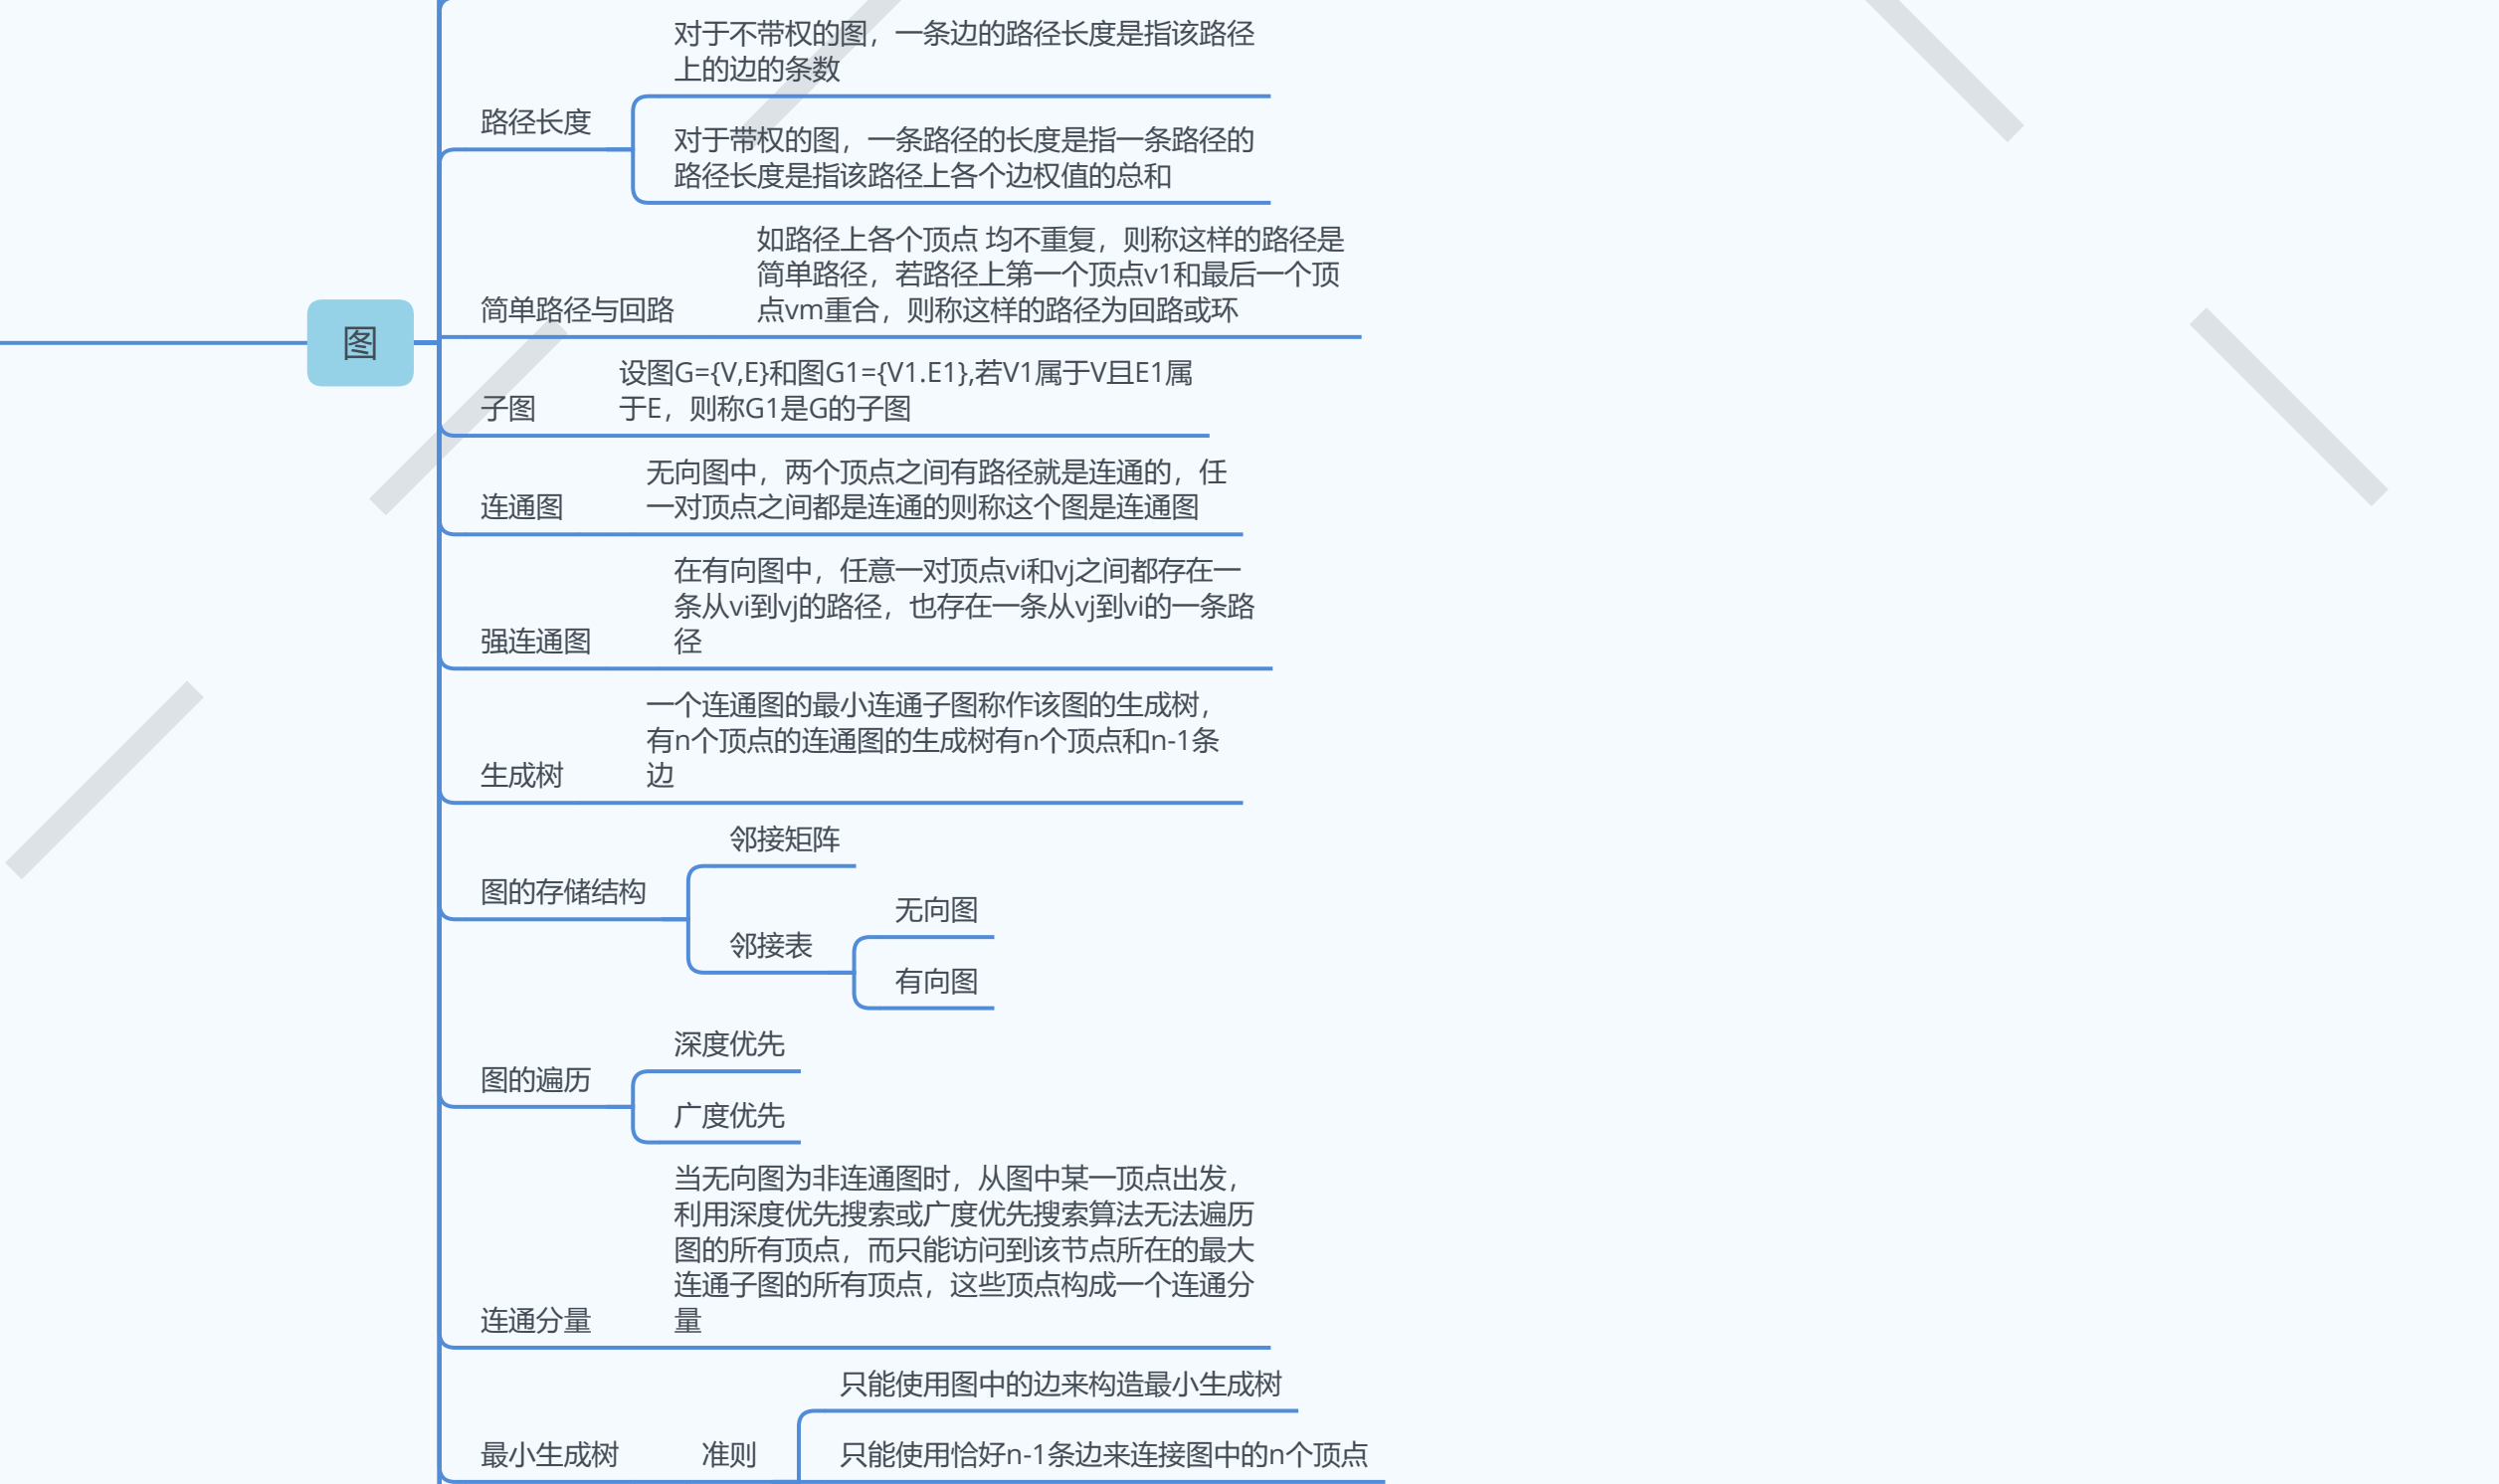 对于不带权的图，一条边的路径长度是指该路径
上的边的条数
路径长度
对于带权的图，一条路径的长度是指一条路径的
路径长度是指该路径上各个边权值的总和
如路径上各个顶点 均不重复，则称这样的路径是
简单路径，若路径上第一个顶点v1和最后一个顶
点vm重合，则称这样的路径为回路或环
简单路径与回路
图
设图G={V,E}和图G1={V1.E1},若V1属于V且E1属
于E，则称G1是G的子图
子图
无向图中，两个顶点之间有路径就是连通的，任
一对顶点之间都是连通的则称这个图是连通图
连通图
在有向图中，任意一对顶点vi和vj之间都存在一
条从vi到vj的路径，也存在一条从vj到vi的一条路
径
强连通图
一个连通图的最小连通子图称作该图的生成树，
有n个顶点的连通图的生成树有n个顶点和n-1条
边
生成树
邻接矩阵
图的存储结构
无向图
邻接表
有向图
深度优先
图的遍历
广度优先
当无向图为非连通图时，从图中某一顶点出发，
利用深度优先搜索或广度优先搜索算法无法遍历
图的所有顶点，而只能访问到该节点所在的最大
连通子图的所有顶点，这些顶点构成一个连通分
量
连通分量
只能使用图中的边来构造最小生成树
最小生成树
准则
只能使用恰好n-1条边来连接图中的n个顶点